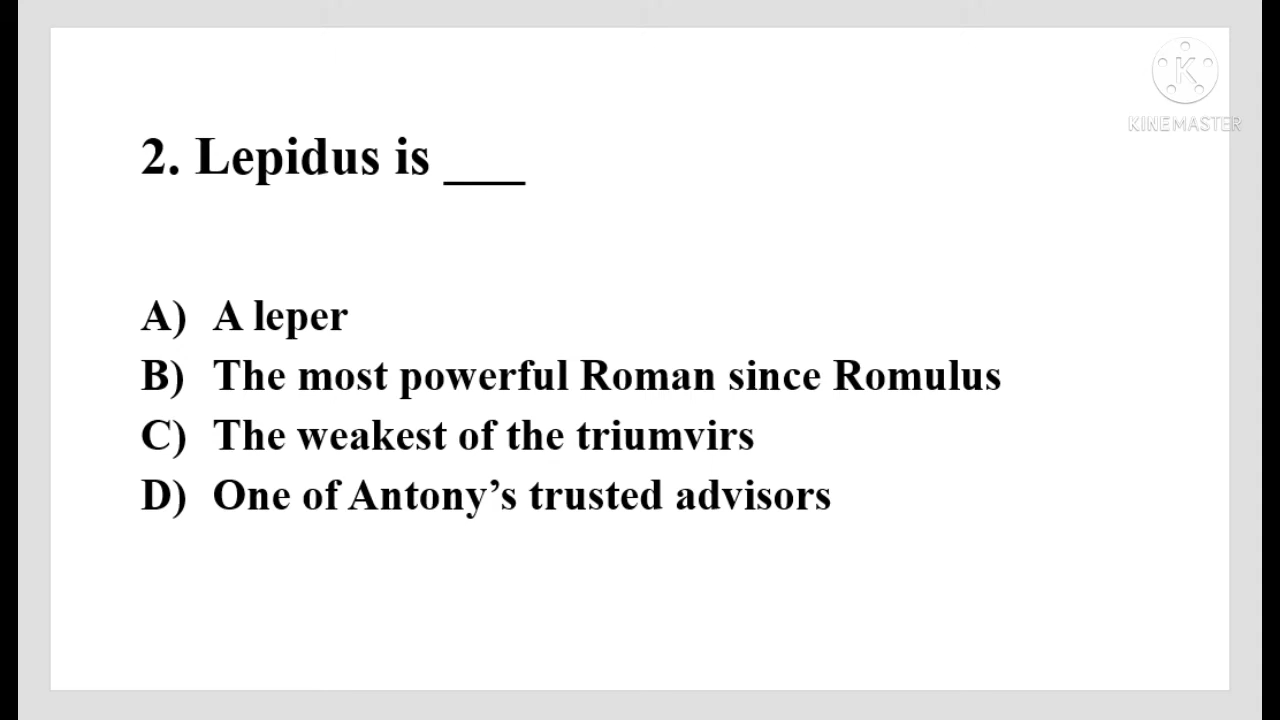 KINEMASTER
2. Lepidus is ___
A) A leper
B) The most powerful Roman since Romulus
C) The weakest of the triumvirs
D) One of Antony’s trusted advisors